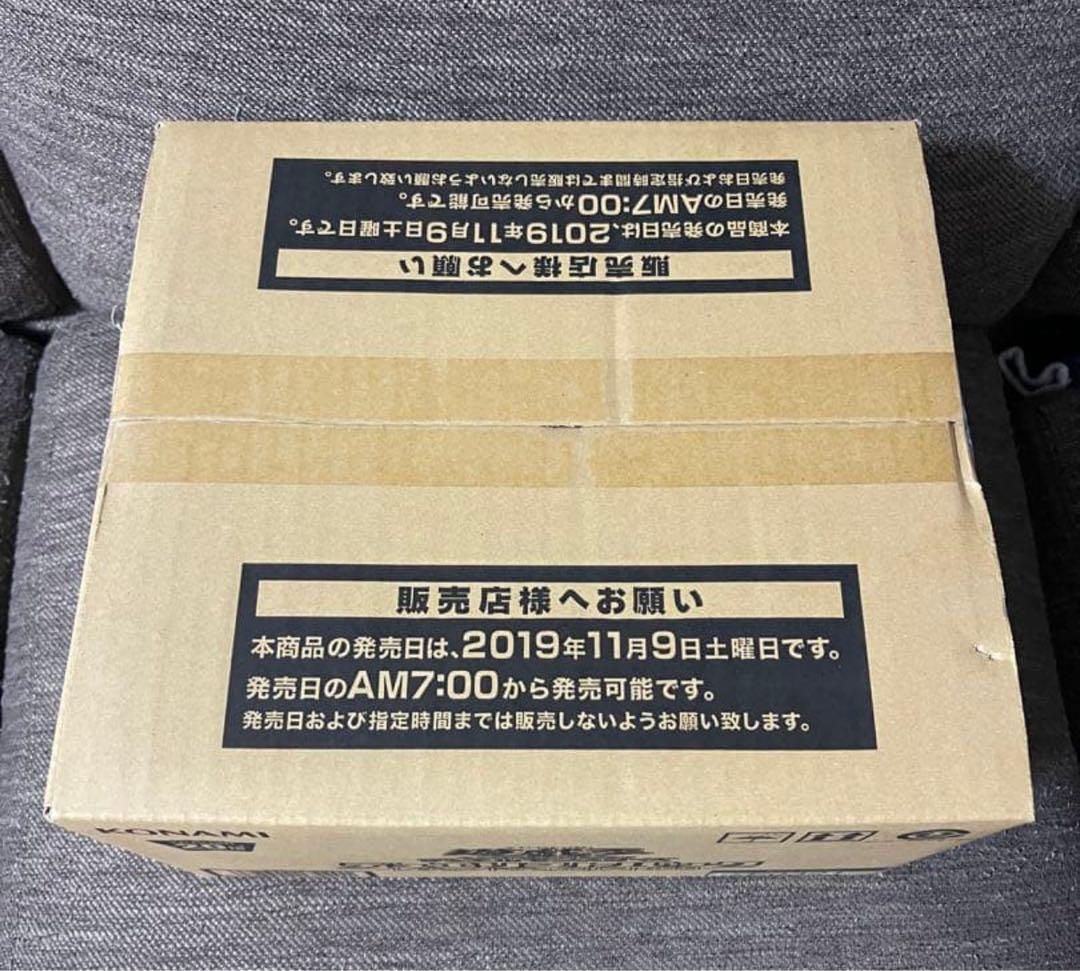 販売店様へお願い
本商品の発売日は、2019年11月9日土曜日です。
発売日のAM7:00から発売可能です。
発売日および指定時間までは販売しないようお願い致します。
販売店様へお願い
本商品の発売日は、2019年11月9日土曜日です。
発売日のAM7:00から発売可能です。
発売日および指定時間までは販売しないようお願い致します。
KONAMI